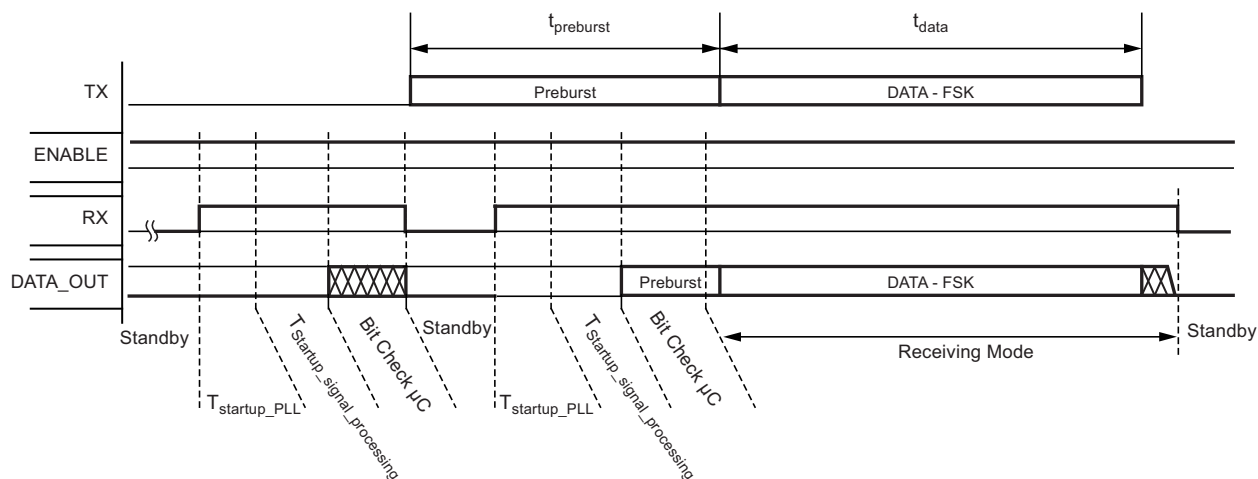 tpreburst
tdata
TX
Preburst
DATA - FSK
ENABLE
RX
DATA_OUT
Preburst
DATA - FSK
Standby
TStartup_signal_processing
Bit Check µC
Standby
TStartup_signal_processing
Bit Check µC
Receiving Mode
Standby
Tstartup_PLL
Tstartup_PLL